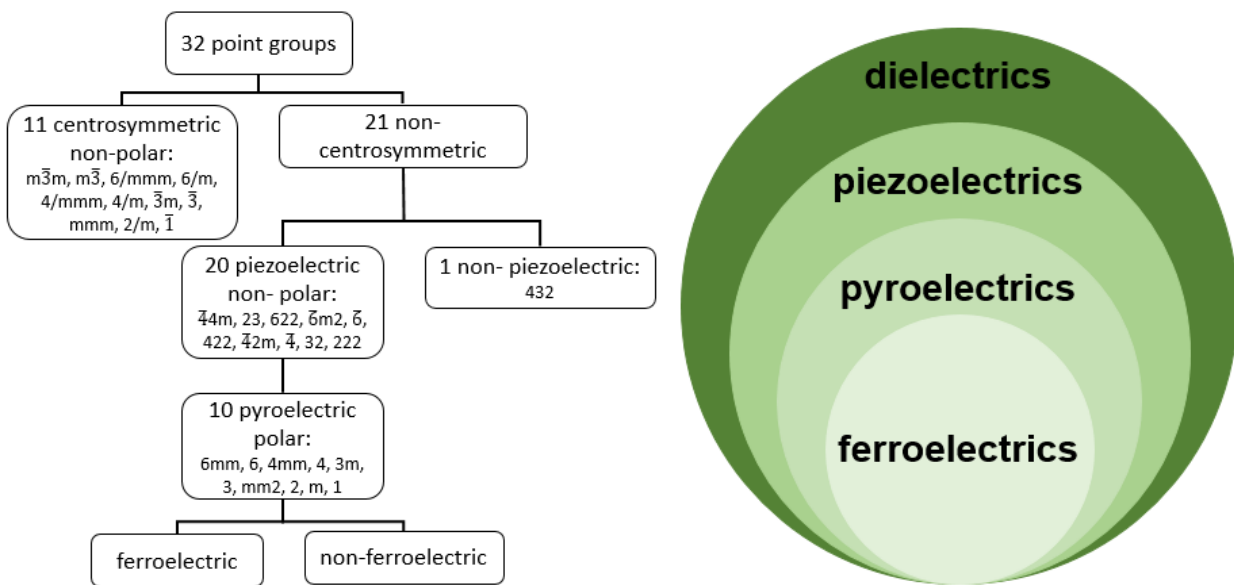 32 point groups
11 centrosymmetric
non-polar:
m3̅m, m3̅, 6/mmm, 6/m,
4/mmm, 4/m, 3̅m, 3̅,
mmm, 2/m, 1̅
21 non-
centrosymmetric
20 piezoelectric
non- polar:
4̅4m, 23, 622, 6̅m2, 6̅,
422, 4̅2m, 4̅, 32, 222
1 non- piezoelectric:
432
10 pyroelectric
polar:
6mm, 6, 4mm, 4, 3m,
3, mm2, 2, m, 1
ferroelectric
non-ferroelectric
dielectrics
piezoelectrics
pyroelectrics
ferroelectrics